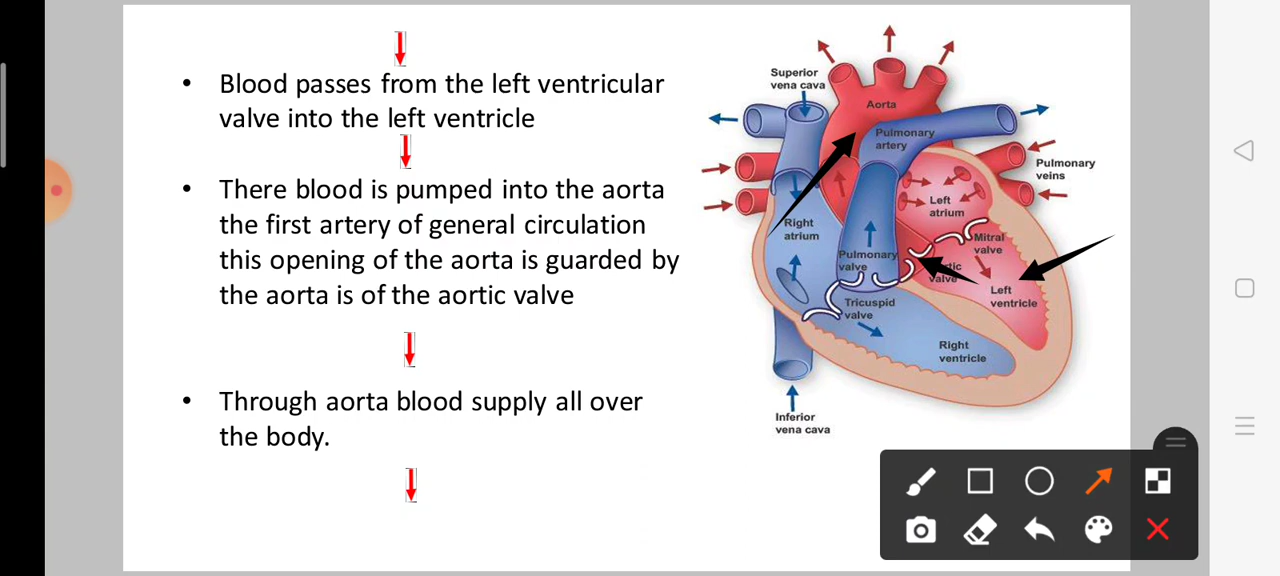 • Blood passes from the left ventricular
valve into the left ventricle
• There blood is pumped into the aorta
the first artery of general circulation
this opening of the aorta is guarded by
the aorta is of the aortic valve
• Through aorta blood supply all over
the body.
Superior
vena cava
Aorta
Pulmonary
artery
Pulmonary
veins
Left
atrium
Right
atrium
Mitral
valve
Pulmonary
valve
valve
Left
ventricle
Tricuspid
valve
Right
ventricle
Inferior
vena cava